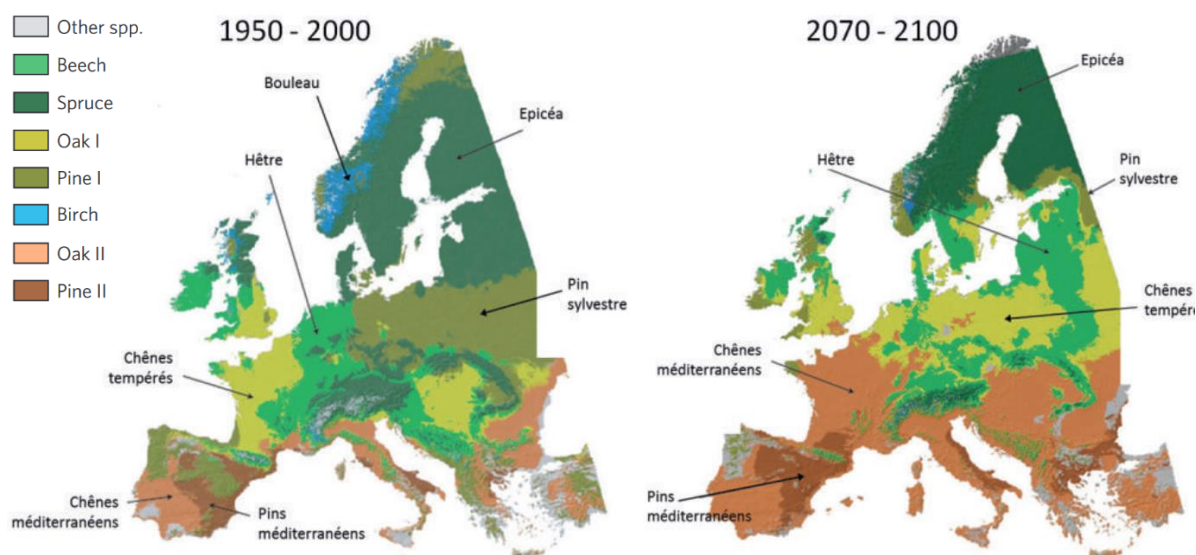 Other spp.
Beech
Spruce
Oak I
Pine I
Birch
Oak II
Pine II
1950 - 2000
Bouleau
Epicéa
Hêtre
Pin
sylvestre
Chênes
tempérés
Chênes
méditerranéens
Pins
méditerranéens
2070 - 2100
Epicéa
Hêtre
Pin
sylvestre
Chênes
tempéré
Chênes
méditerranéens
Pins
méditerranéens